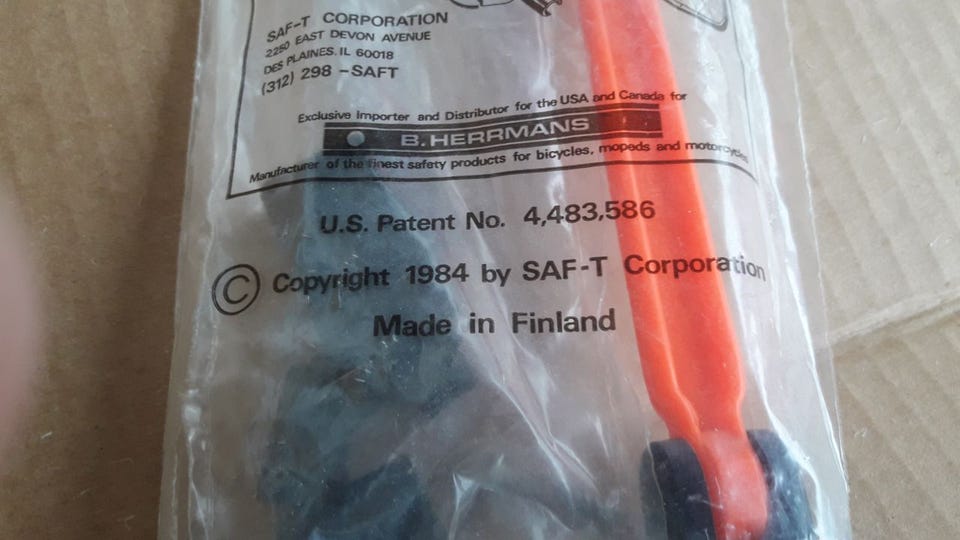 SAF-T CORPORATION
2250 EAST DEVON AVENUE
DES PLAINES, IL 60018
(312) 298 -SAFT
Exclusive Importer and Distributor for the USA and Canada for
B. HERRMANS
Manufacturer of the finest safety products for bicycles, mopeds and motorcycles
U.S. Patent No. 4,483,586
© Copyright 1984 by SAF-T Corporation
Made in Finland